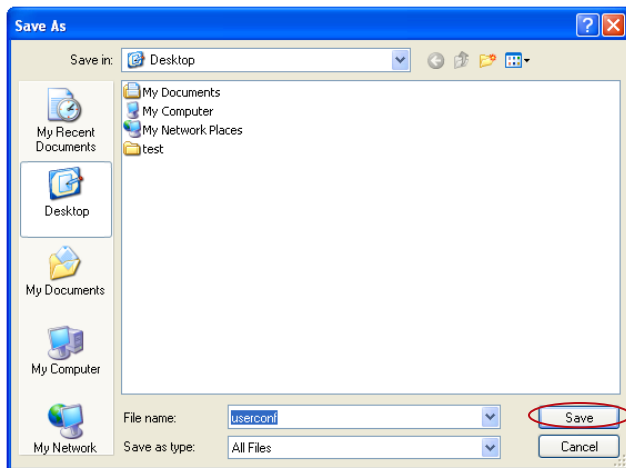 Save As
Save in: Desktop
My Recent
Documents
Desktop
My Documents
My Computer
My Network
My Documents
My Computer
My Network Places
test
File name: userconf Save
Save as type: All Files Cancel